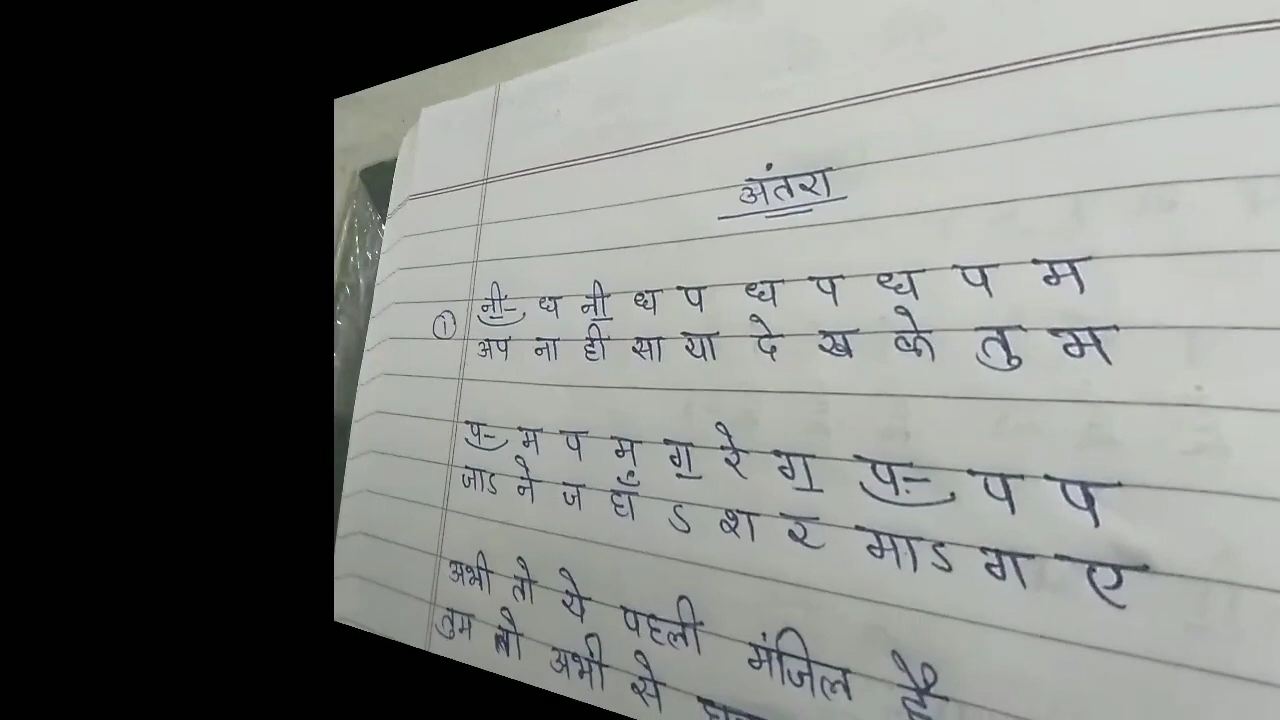 अंतरा
① नी- ध नी ध प ध प ध प म
अप ना ही सा या दे ख के तु म
प- म प म ग रे ग प- प प
जाऽ ने ज हाँ ऽ श र माऽ ग ए
अभी तो ये पहली मंजिल है
तुम तो अभी से